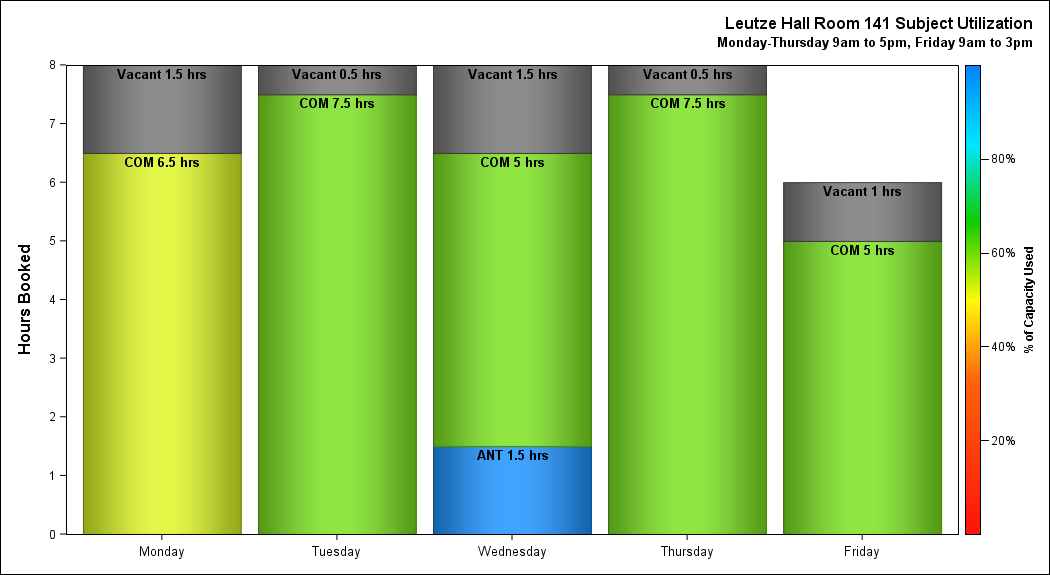 Leutze Hall Room 141 Subject Utilization
Monday-Thursday 9am to 5pm, Friday 9am to 3pm
Hours Booked
8
7
6
5
4
3
2
1
0
Vacant 1.5 hrs
COM 6.5 hrs
Vacant 0.5 hrs
COM 7.5 hrs
Vacant 1.5 hrs
COM 5 hrs
ANT 1.5 hrs
Vacant 0.5 hrs
COM 7.5 hrs
Vacant 1 hrs
COM 5 hrs
Monday
Tuesday
Wednesday
Thursday
Friday
80%
60%
40%
20%
% of Capacity Used